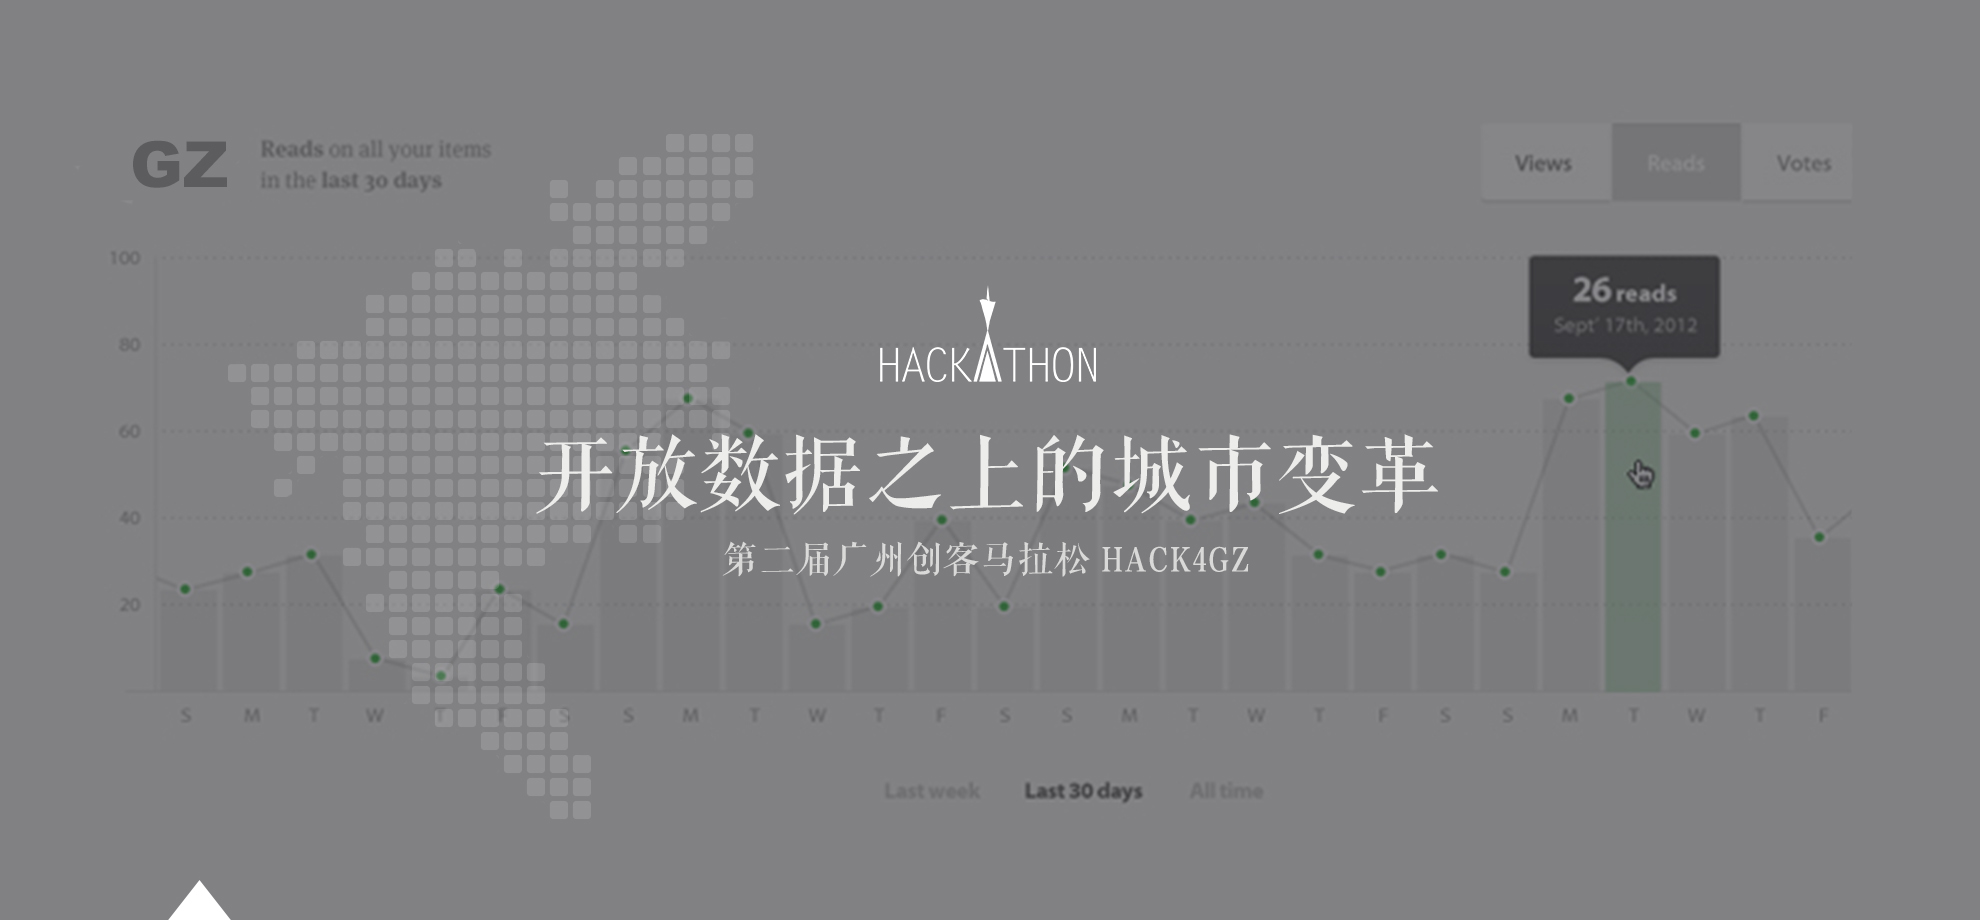 GZ
Reads on all your items
in the last 30 days
Views Reads Votes
100
80
60
40
20
26 reads
Sept' 17th, 2012
HACKATHON
开放数据之上的城市变革
第二届广州创客马拉松 HACK4GZ
S M T W T F S S M T W T F S S M T W T F S S M T W T F
Last week Last 30 days All time